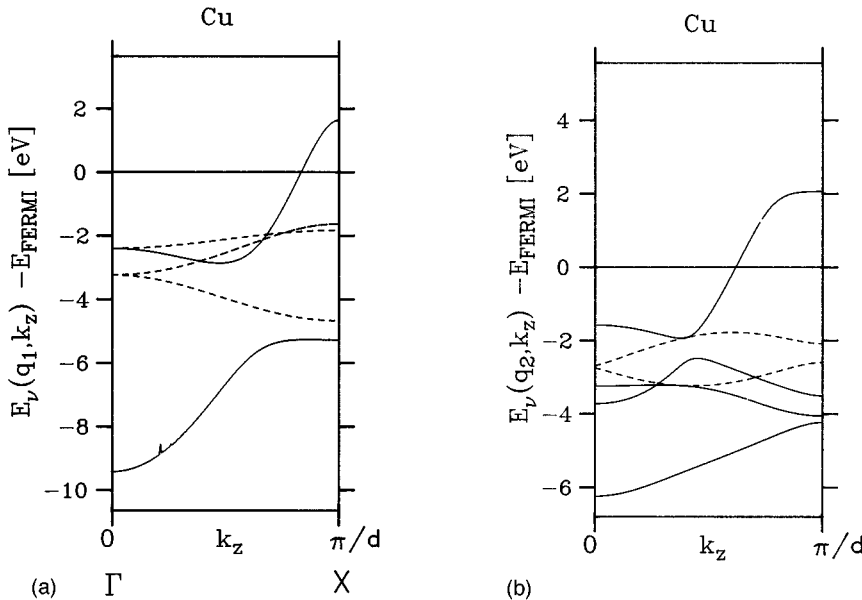 Cu
E_ν(q_1,k_z) −E_FERMI [eV]
2
0
−2
−4
−6
−8
−10
0
k_z
π/d
(a)
Γ
X
Cu
E_ν(q_2,k_z) −E_FERMI [eV]
4
2
0
−2
−4
−6
0
k_z
π/d
(b)